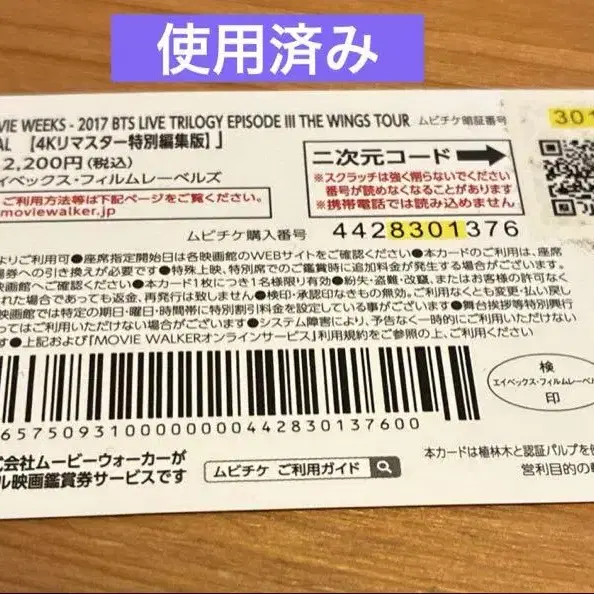 使用済み
VIE WEEKS - 2017 BTS LIVE TRILOGY EPISODE III THE WINGS TOUR ムビチケ暗証番号
301
AL 【4Kリマスター特別編集版】」
2,200円(税込)
イベックス・フィルムレーベルズ
ご利用方法等は下記ページをご覧ください。
moviewalker.jp
二次元コード
※スクラッチは強く削らないでください
番号が読めなくなることがあります
※携帯電話では読み込めません
ムビチケ購入番号 4428301376
よりご利用可●座席指定開始日は各映画館のWEBサイトをご確認ください●本カードのご利用は、座席
場券への引き換えが必要です●特殊上映、特別席でのご鑑賞時に追加料金が発生する場合がございます。
映画館へご確認ください●本カード1枚につき1名様限り有効●紛失・盗難・改竄、またはお客様の許可なく
れた場合であっても返金、再発行は致しません●検印・承認印なきもの無効。ご利用なくとも変更・払い戻し
映画館では特定の期日・曜日・時間帯に特別割引料金を設定している事がございます●舞台挨拶等特別興行
よってはご利用いただけない場合がございます●システム障害により、予告なく一時的にご利用いただけない
す●上記および「MOVIE WALKERオンラインサービス」利用規約をご参照の上、ご利用ください
6575093100000000442830137600
検
エイベックス・フィルムレーベル
印
式会社ムービーウォーカーが
ル映画鑑賞券サービスです
ムビチケ ご利用ガイド
本カードは植林木と認証パルプを使
営利目的の転